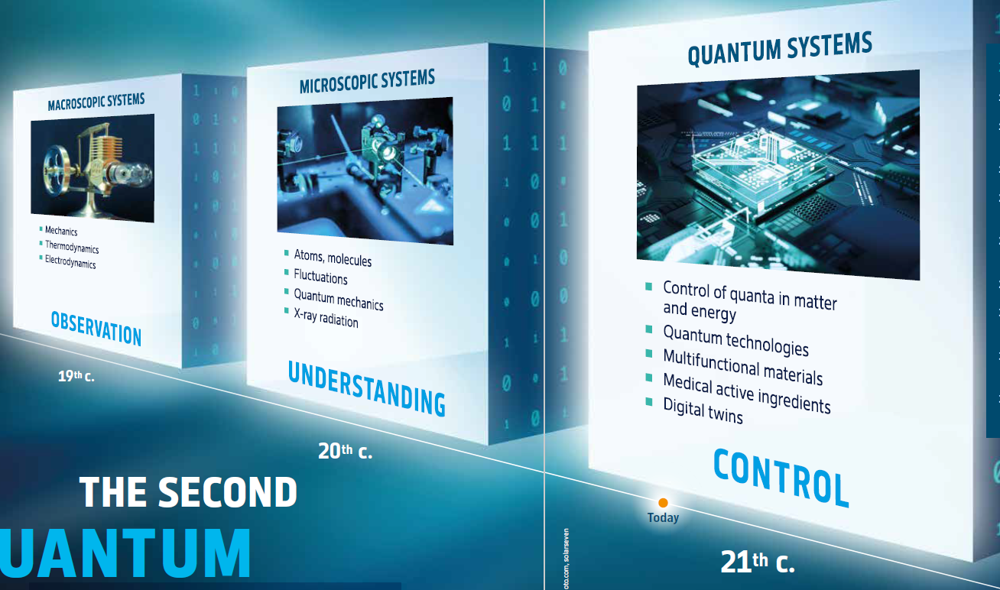 MACROSCOPIC SYSTEMS
Mechanics
Thermodynamics
Electrodynamics
OBSERVATION
19th c.
MICROSCOPIC SYSTEMS
Atoms, molecules
Fluctuations
Quantum mechanics
X-ray radiation
UNDERSTANDING
20th c.
QUANTUM SYSTEMS
Control of quanta in matter
and energy
Quantum technologies
Multifunctional materials
Medical active ingredients
Digital twins
CONTROL
Today
21th c.
THE SECOND
UANTUM
oto.com, solarseven